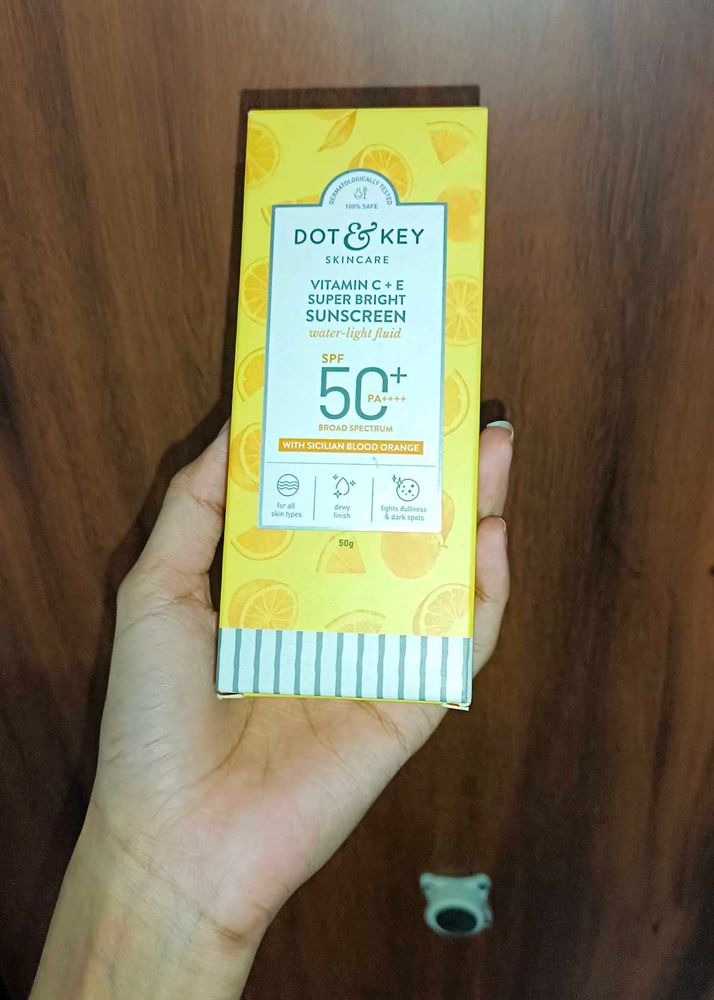 DERMATOLOGICALLY TESTED
100% SAFE
DOT & KEY
SKINCARE
VITAMIN C + E
SUPER BRIGHT
SUNSCREEN
water-light fluid
SPF
50+
PA++++
BROAD SPECTRUM
WITH SICILIAN BLOOD ORANGE
for all
skin types
dewy
finish
fights dullness
& dark spots
50g